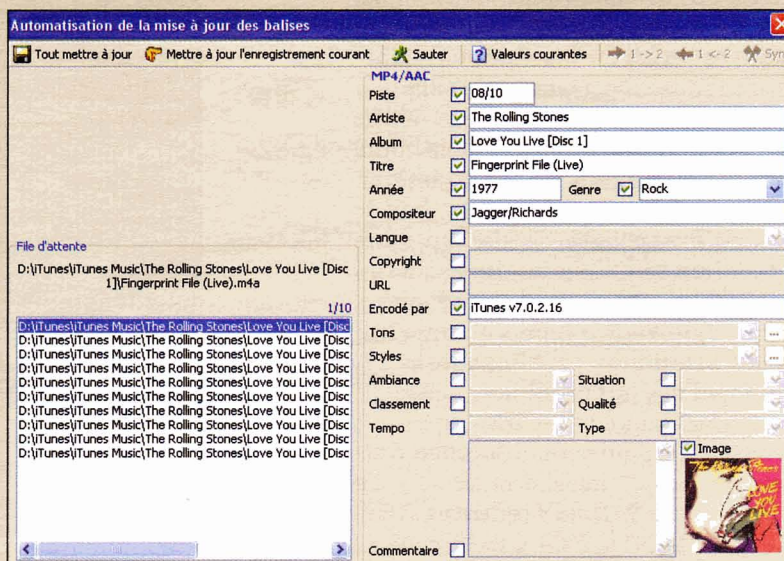 Automatisation de la mise à jour des balises
Tout mettre à jour Mettre à jour l'enregistrement courant Sauter Valeurs courantes 1 -> 2 1 <- 2 Syn
MP4/AAC
Piste 08/10
Artiste The Rolling Stones
Album Love You Live [Disc 1]
Titre Fingerprint File (Live)
Année 1977 Genre Rock
Compositeur Jagger/Richards
Langue
Copyright
URL
Encodé par iTunes v7.0.2.16
Tons ...
Styles ...
Ambiance Situation
Classement Qualité
Tempo Type
Image
The Rolling Stones
LOVE
YOU
LIVE
Commentaire
File d'attente
D:\iTunes\iTunes Music\The Rolling Stones\Love You Live [Disc
1]\Fingerprint File (Live).m4a
1/10
D:\iTunes\iTunes Music\The Rolling Stones\Love You Live [Disc
D:\iTunes\iTunes Music\The Rolling Stones\Love You Live [Disc
D:\iTunes\iTunes Music\The Rolling Stones\Love You Live [Disc
D:\iTunes\iTunes Music\The Rolling Stones\Love You Live [Disc
D:\iTunes\iTunes Music\The Rolling Stones\Love You Live [Disc
D:\iTunes\iTunes Music\The Rolling Stones\Love You Live [Disc
D:\iTunes\iTunes Music\The Rolling Stones\Love You Live [Disc
D:\iTunes\iTunes Music\The Rolling Stones\Love You Live [Disc
D:\iTunes\iTunes Music\The Rolling Stones\Love You Live [Disc
D:\iTunes\iTunes Music\The Rolling Stones\Love You Live [Disc